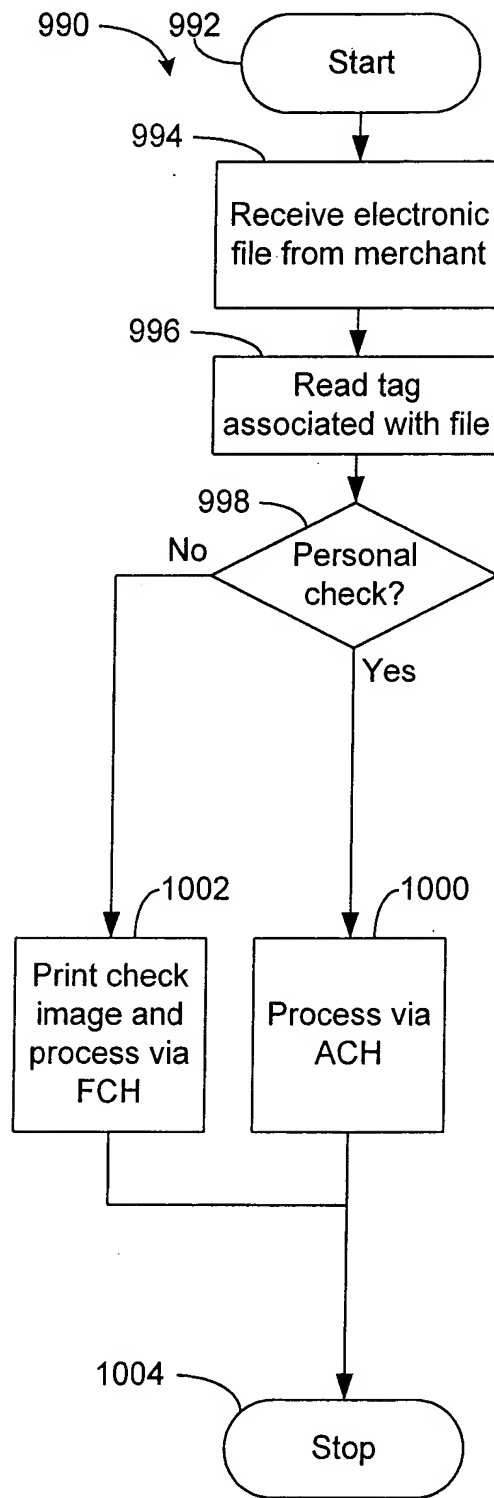 990
992
Start
994
Receive electronic
file from merchant
996
Read tag
associated with file
998
No
Personal
check?
Yes
1002
1000
Print check
image and
process via
FCH
Process via
ACH
1004
Stop